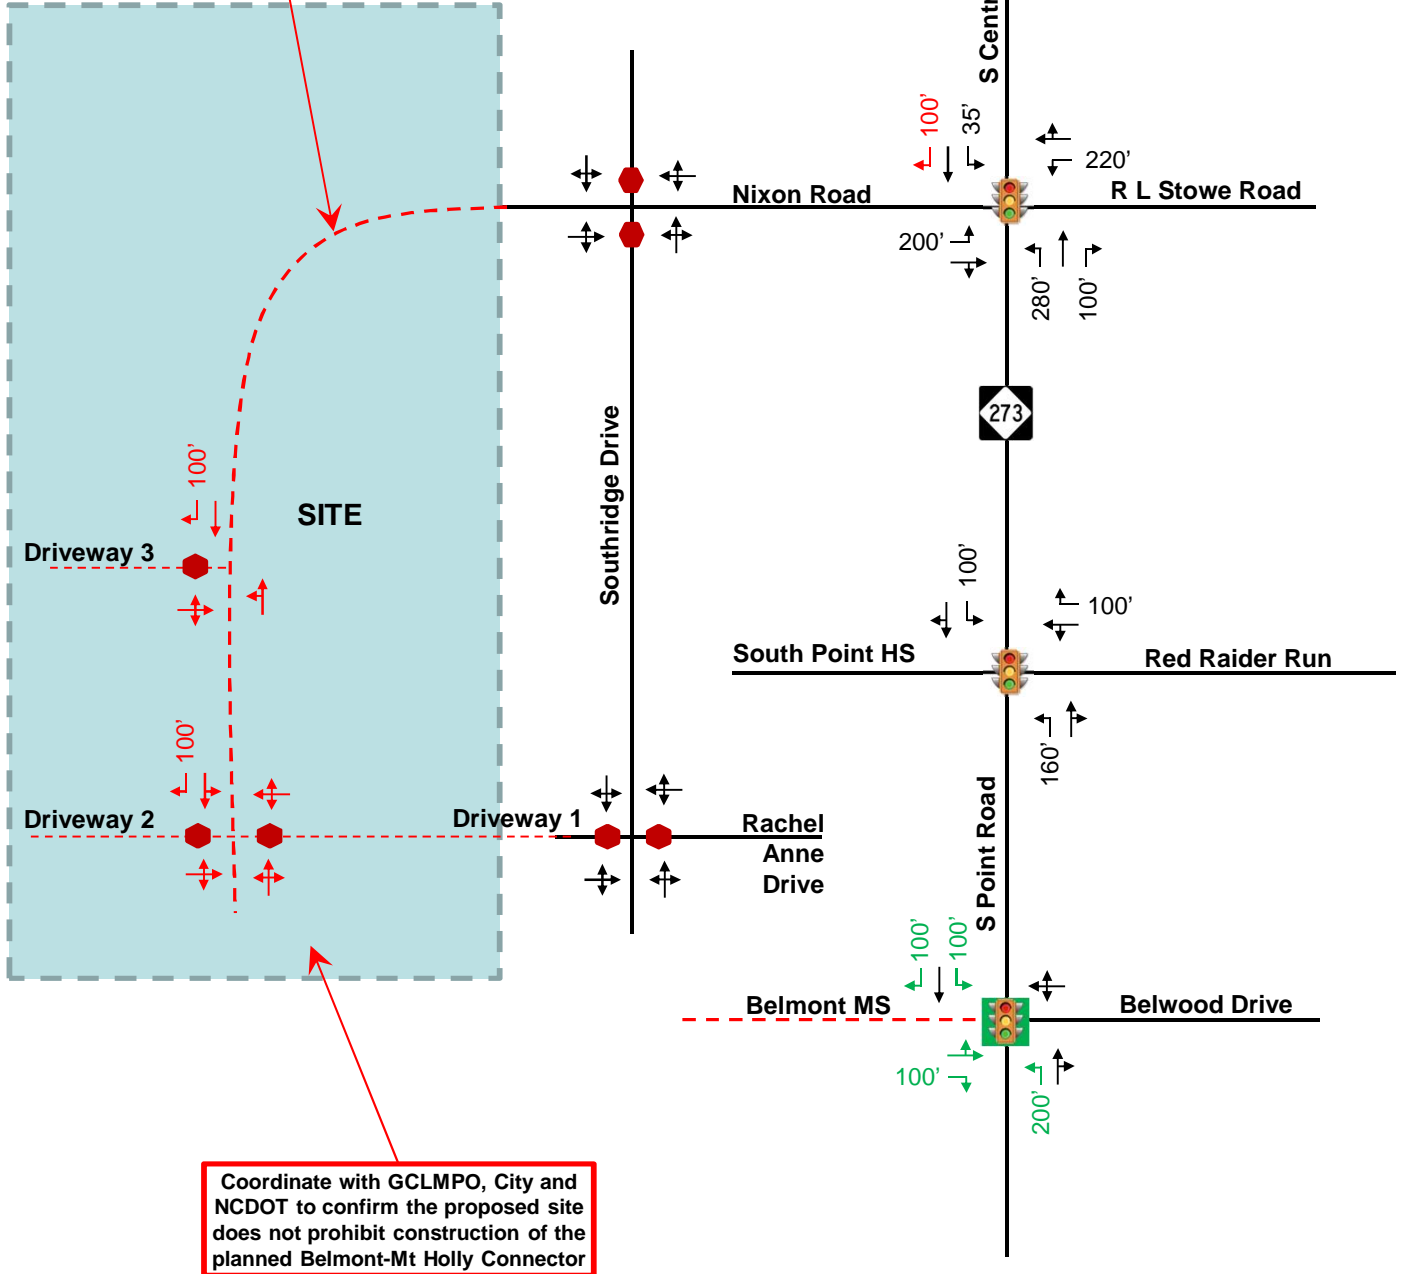 S Centr
100’
35’
220’
Nixon Road
R L Stowe Road
200’
280’
100’
273
Southridge Drive
100’
SITE
Driveway 3
100’
100’
South Point HS
Red Raider Run
160’
100’
Driveway 2
Driveway 1
Rachel
Anne
Drive
S Point Road
100’
100’
Belmont MS
Belwood Drive
100’
200’
Coordinate with GCLMPO, City and
NCDOT to confirm the proposed site
does not prohibit construction of the
planned Belmont-Mt Holly Connector